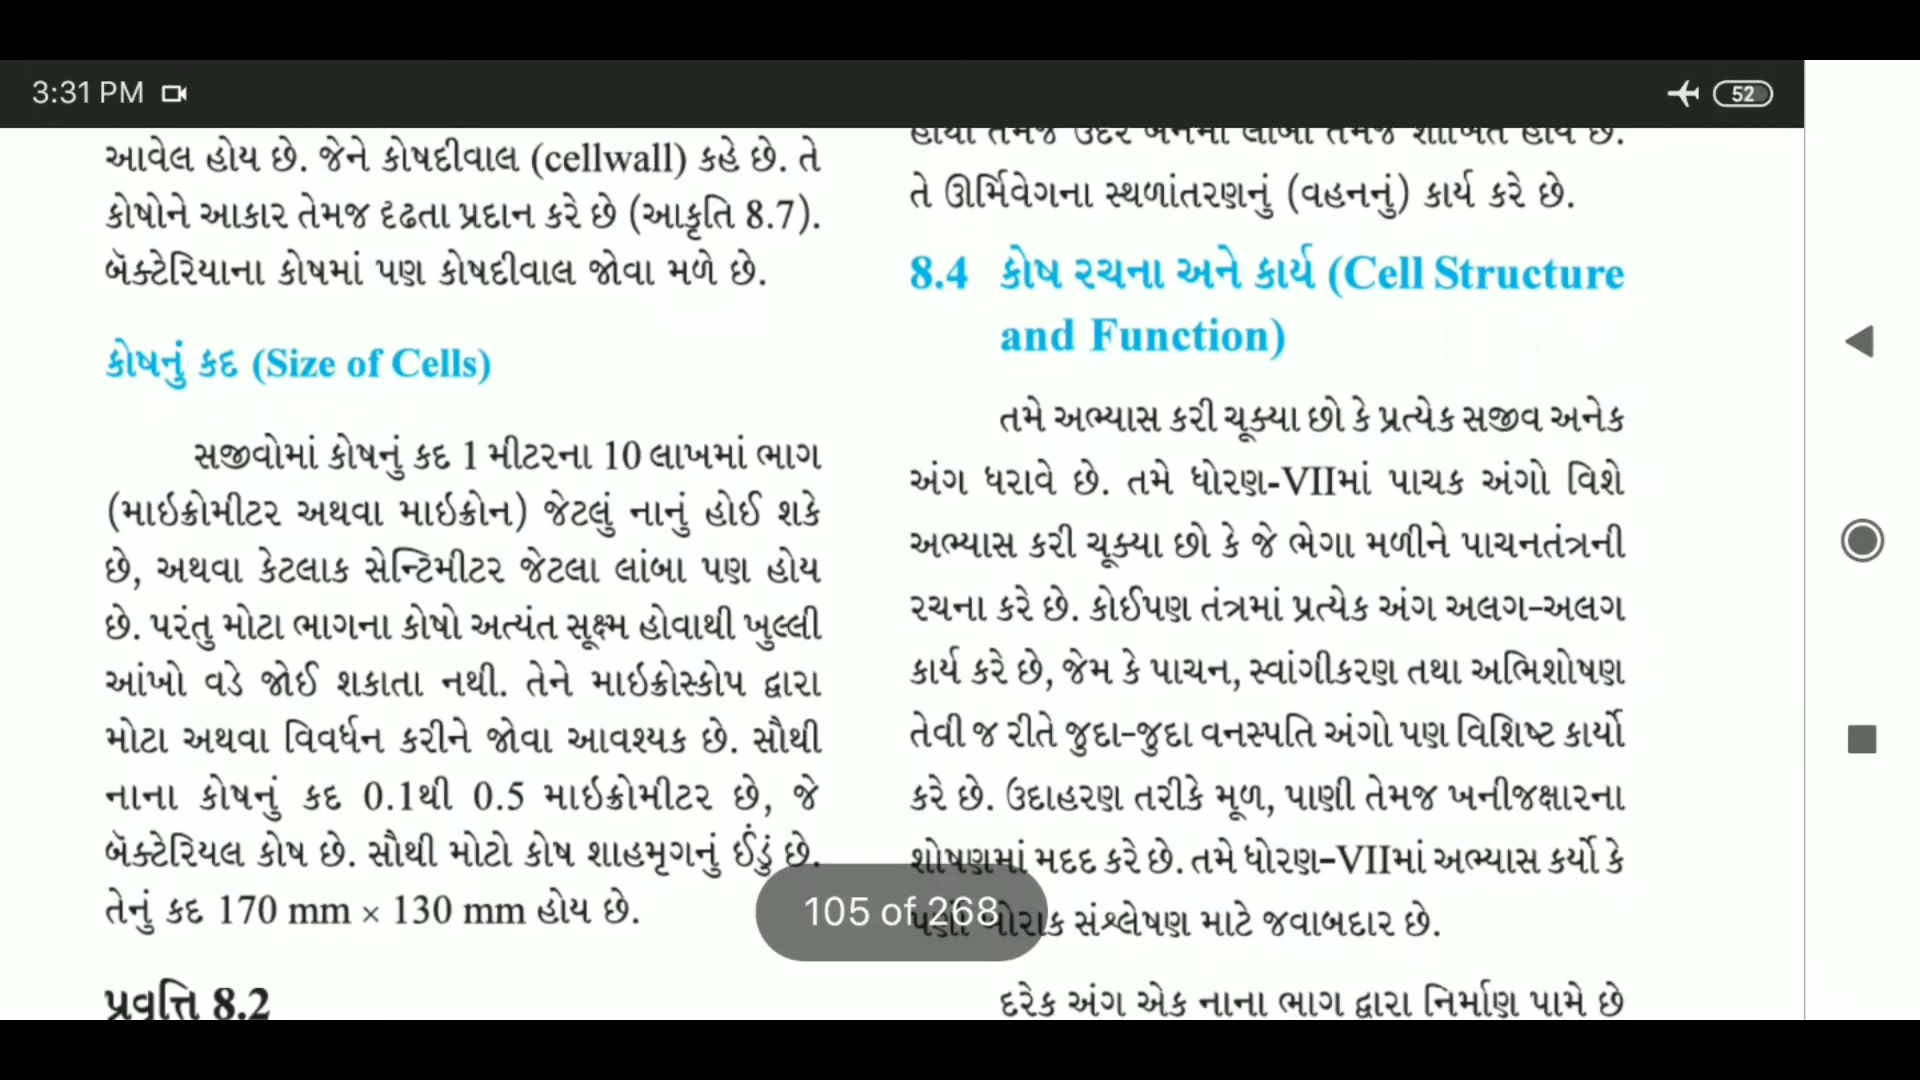 3:31 PM
52
આવેલ હોય છે. જેને કોષદીવાલ (cellwall) કહે છે. તે
કોષોને આકાર તેમજ દૃઢતા પ્રદાન કરે છે (આકૃતિ 8.7).
બૅક્ટેરિયાના કોષમાં પણ કોષદીવાલ જોવા મળે છે.
કોષનું કદ (Size of Cells)
સજીવોમાં કોષનું કદ 1 મીટરના 10 લાખમાં ભાગ
(માઇક્રોમીટર અથવા માઇક્રોન) જેટલું નાનું હોઈ શકે
છે, અથવા કેટલાક સેન્ટિમીટર જેટલા લાંબા પણ હોય
છે. પરંતુ મોટા ભાગના કોષો અત્યંત સૂક્ષ્મ હોવાથી ખુલ્લી
આંખો વડે જોઈ શકાતા નથી. તેને માઇક્રોસ્કોપ દ્વારા
મોટા અથવા વિવર્ધન કરીને જોવા આવશ્યક છે. સૌથી
નાના કોષનું કદ 0.1થી 0.5 માઇક્રોમીટર છે, જે
બૅક્ટેરિયલ કોષ છે. સૌથી મોટો કોષ શાહમૃગનું ઈંડું છે.
તેનું કદ 170 mm × 130 mm હોય છે.
પ્રવૃત્તિ 8.2
તે ઊર્મિવેગના સ્થળાંતરણનું (વહનનું) કાર્ય કરે છે.
8.4 કોષ રચના અને કાર્ય (Cell Structure
and Function)
તમે અભ્યાસ કરી ચૂક્યા છો કે પ્રત્યેક સજીવ અનેક
અંગ ધરાવે છે. તમે ધોરણ-VIIમાં પાચક અંગો વિશે
અભ્યાસ કરી ચૂક્યા છો કે જે ભેગા મળીને પાચનતંત્રની
રચના કરે છે. કોઈપણ તંત્રમાં પ્રત્યેક અંગ અલગ-અલગ
કાર્ય કરે છે, જેમ કે પાચન, સ્વાંગીકરણ તથા અભિશોષણ
તેવી જ રીતે જુદા-જુદા વનસ્પતિ અંગો પણ વિશિષ્ટ કાર્યો
કરે છે. ઉદાહરણ તરીકે મૂળ, પાણી તેમજ ખનીજક્ષારના
શોષણમાં મદદ કરે છે. તમે ધોરણ-VIIમાં અભ્યાસ કર્યો કે
સંશ્લેષણ માટે જવાબદાર છે.
દરેક અંગ એક નાના ભાગ દ્વારા નિર્માણ પામે છે
105 of 268